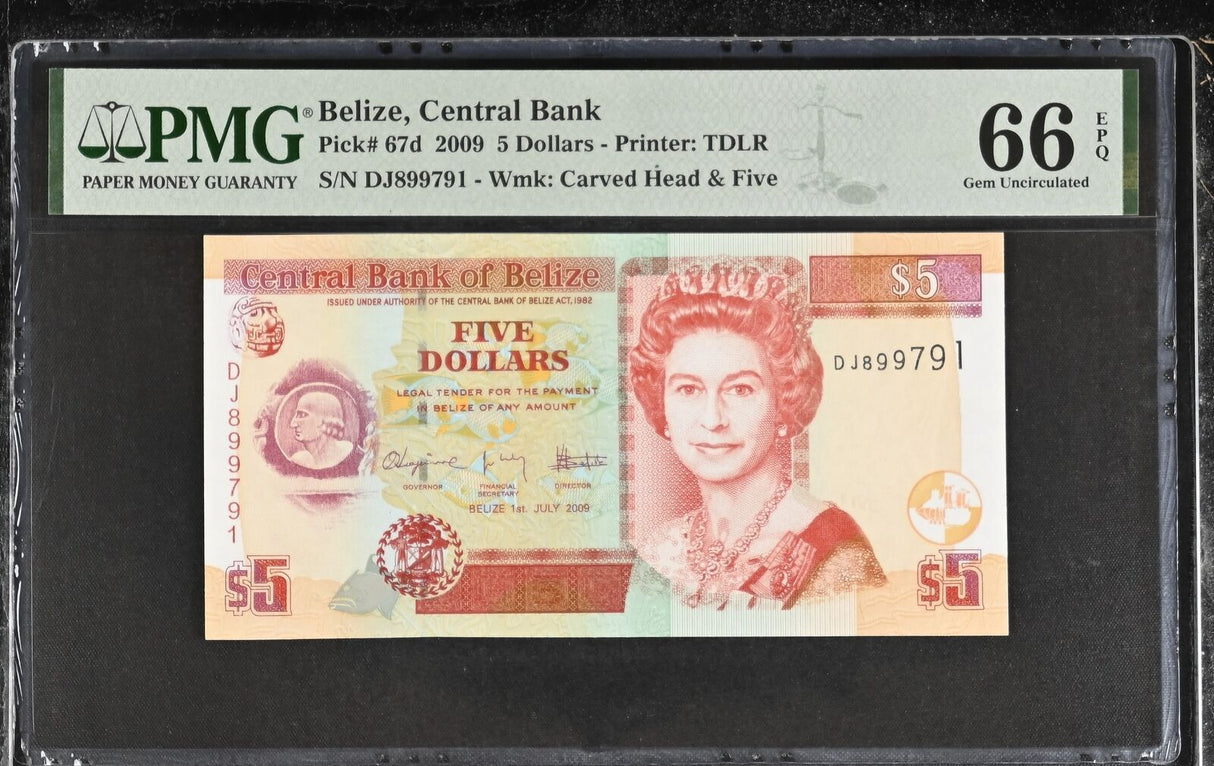 PMG®
PAPER MONEY GUARANTY
Belize, Central Bank
Pick# 67d 2009 5 Dollars - Printer: TDLR
S/N DJ899791 - Wmk: Carved Head & Five
66
EPQ
Gem Uncirculated
Central Bank of Belize
ISSUED UNDER AUTHORITY OF THE CENTRAL BANK OF BELIZE ACT, 1982
FIVE
DOLLARS
LEGAL TENDER FOR THE PAYMENT
IN BELIZE OF ANY AMOUNT
GOVERNOR
FINANCIAL
SECRETARY
DIRECTOR
BELIZE 1st. JULY 2009
DJ899791
$5
$5
DJ899791
$5